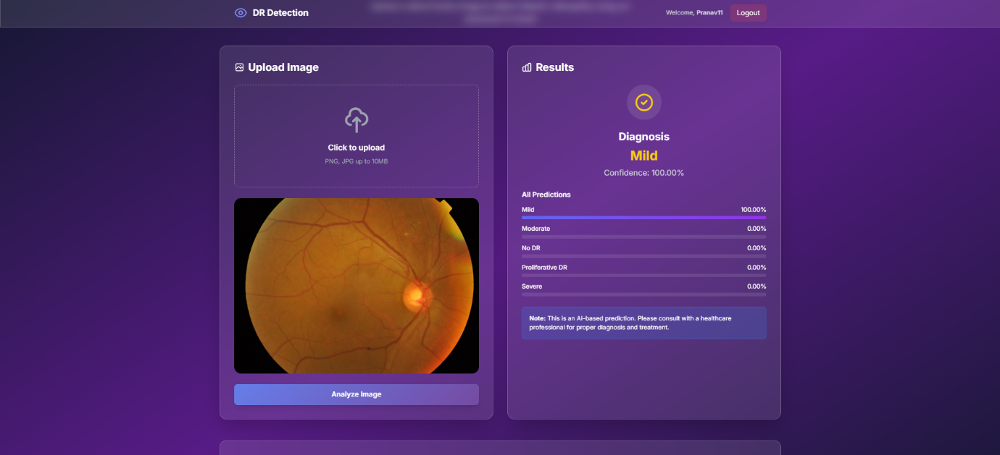 DR Detection
Welcome, Pranav11
Logout
Upload Image
Click to upload
PNG, JPG up to 10MB
Analyze Image
Results
Diagnosis
Mild
Confidence: 100.00%
All Predictions
Mild 100.00%
Moderate 0.00%
No DR 0.00%
Proliferative DR 0.00%
Severe 0.00%
Note: This is an AI-based prediction. Please consult with a healthcare
professional for proper diagnosis and treatment.